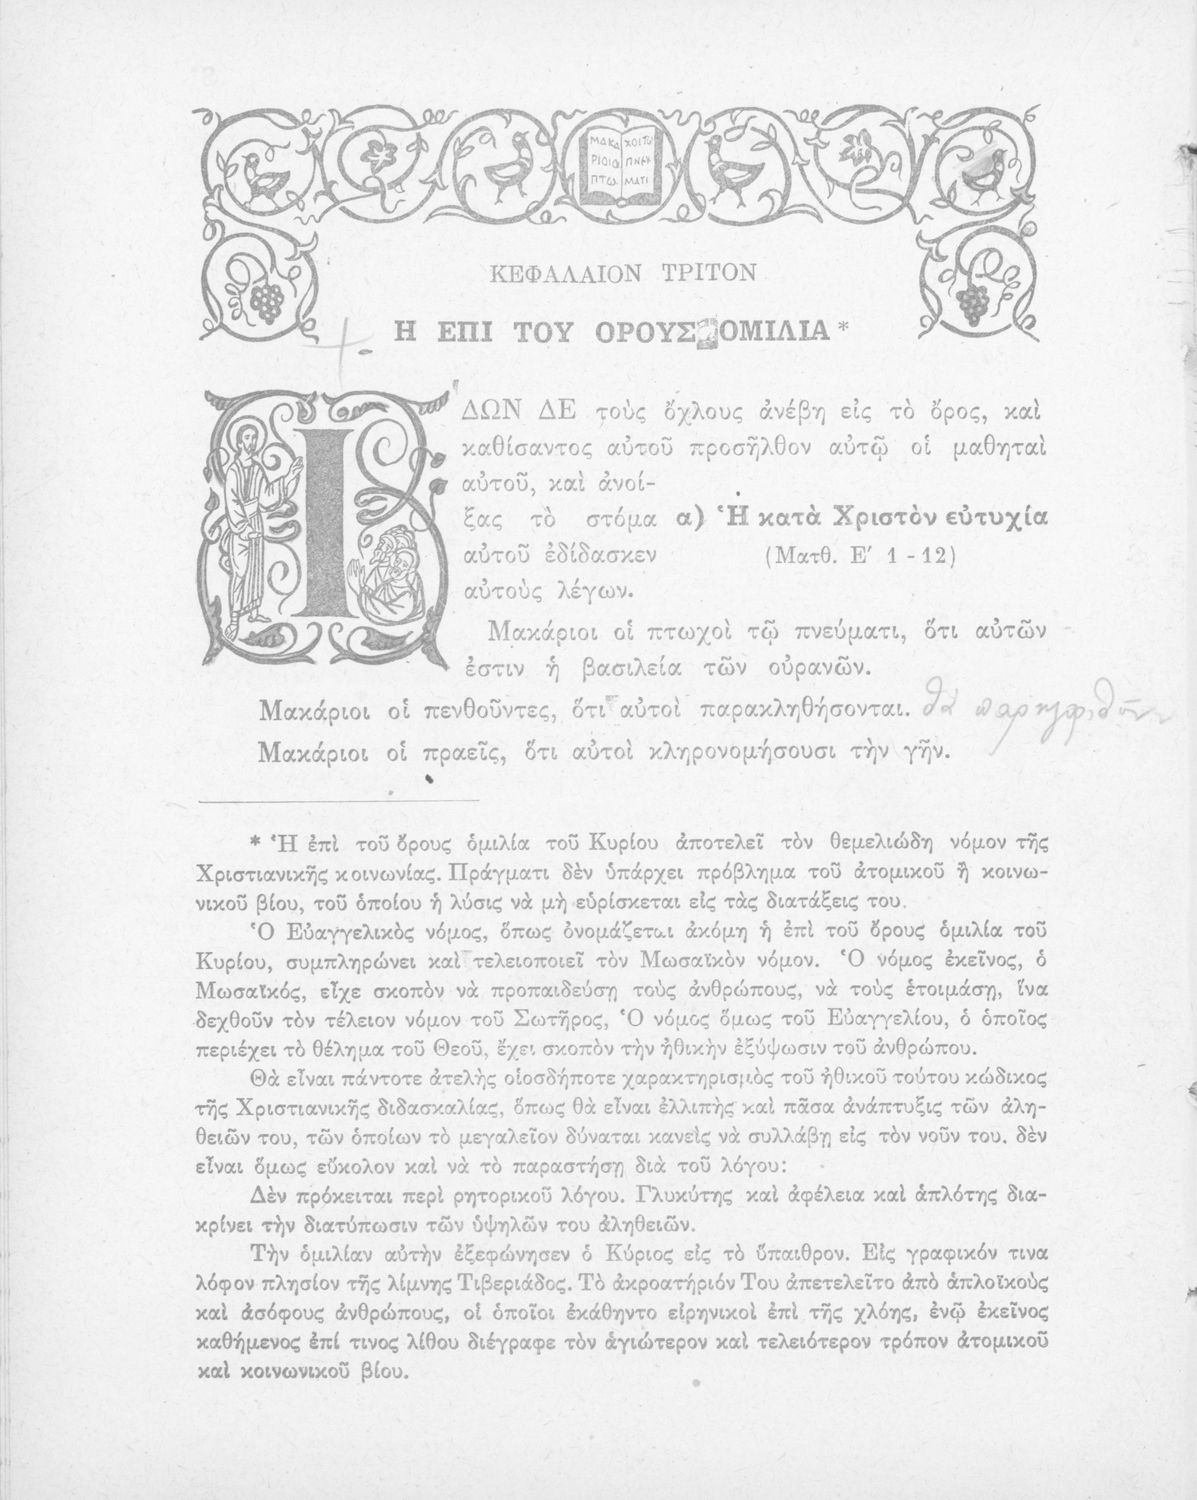 ΜΑΚΑ ΧΟΙΤΩ
ΡΙΟΙΟ ΠΝΕΥ
ΠΤΩ ΜΑΤΙ
ΚΕΦΑΛΑΙΟΝ ΤΡΙΤΟΝ
Η ΕΠΙ ΤΟΥ ΟΡΟΥΣ ΟΜΙΛΙΑ*
ἸΔΩΝ ΔΕ τοὺς ὄχλους ἀνέβη εἰς τὸ ὄρος, καὶ
καθίσαντος αὐτοῦ προσῆλθον αὐτῷ οἱ μαθηταὶ
αὐτοῦ, καὶ ἀνοί-
ξας τὸ στόμα α) Ἡ κατὰ Χριστὸν εὐτυχία
αὐτοῦ ἐδίδασκεν (Ματθ. Ε′ 1 - 12)
αὐτοὺς λέγων.
Μακάριοι οἱ πτωχοὶ τῷ πνεύματι, ὅτι αὐτῶν
ἐστιν ἡ βασιλεία τῶν οὐρανῶν.
Μακάριοι οἱ πενθοῦντες, ὅτι αὐτοὶ παρακληθήσονται. θὰ παρηγορηθοῦν
Μακάριοι οἱ πραεῖς, ὅτι αὐτοὶ κληρονομήσουσι τὴν γῆν.
* Ἡ ἐπὶ τοῦ ὄρους ὁμιλία τοῦ Κυρίου ἀποτελεῖ τὸν θεμελιώδη νόμον τῆς
Χριστιανικῆς κοινωνίας. Πράγματι δὲν ὑπάρχει πρόβλημα τοῦ ἀτομικοῦ ἢ κοινω-
νικοῦ βίου, τοῦ ὁποίου ἡ λύσις νὰ μὴ εὑρίσκεται εἰς τὰς διατάξεις του.
Ὁ Εὐαγγελικὸς νόμος, ὅπως ὀνομάζεται ἀκόμη ἡ ἐπὶ τοῦ ὄρους ὁμιλία τοῦ
Κυρίου, συμπληρώνει καὶ τελειοποιεῖ τὸν Μωσαϊκὸν νόμον. Ὁ νόμος ἐκεῖνος, ὁ
Μωσαϊκός, εἶχε σκοπὸν νὰ προπαιδεύσῃ τοὺς ἀνθρώπους, νὰ τοὺς ἑτοιμάσῃ, ἵνα
δεχθοῦν τὸν τέλειον νόμον τοῦ Σωτῆρος, Ὁ νόμος ὅμως τοῦ Εὐαγγελίου, ὁ ὁποῖος
περιέχει τὸ θέλημα τοῦ Θεοῦ, ἔχει σκοπὸν τὴν ἠθικὴν ἐξύψωσιν τοῦ ἀνθρώπου.
Θὰ εἶναι πάντοτε ἀτελὴς οἱοσδήποτε χαρακτηρισμὸς τοῦ ἠθικοῦ τούτου κώδικος
τῆς Χριστιανικῆς διδασκαλίας, ὅπως θὰ εἶναι ἐλλιπὴς καὶ πᾶσα ἀνάπτυξις τῶν ἀλη-
θειῶν του, τῶν ὁποίων τὸ μεγαλεῖον δύναται κανεὶς νὰ συλλάβῃ εἰς τὸν νοῦν του. δὲν
εἶναι ὅμως εὔκολον καὶ νὰ τὸ παραστήσῃ διὰ τοῦ λόγου:
Δὲν πρόκειται περὶ ρητορικοῦ λόγου. Γλυκύτης καὶ ἀφέλεια καὶ ἁπλότης δια-
κρίνει τὴν διατύπωσιν τῶν ὑψηλῶν του ἀληθειῶν.
Τὴν ὁμιλίαν αὐτὴν ἐξεφώνησεν ὁ Κύριος εἰς τὸ ὕπαιθρον. Εἰς γραφικόν τινα
λόφον πλησίον τῆς λίμνης Τιβεριάδος. Τὸ ἀκροατήριόν Του ἀπετελεῖτο ἀπὸ ἁπλοϊκοὺς
καὶ ἀσόφους ἀνθρώπους, οἱ ὁποῖοι ἐκάθηντο εἰρηνικοὶ ἐπὶ τῆς χλόης, ἐνῷ ἐκεῖνος
καθήμενος ἐπί τινος λίθου διέγραφε τὸν ἁγιώτερον καὶ τελειότερον τρόπον ἀτομικοῦ
καὶ κοινωνικοῦ βίου.